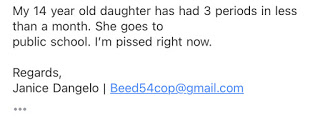 My 14 year old daughter has had 3 periods in less
than a month. She goes to
public school. I’m pissed right now.
Regards,
Janice Dangelo | Beed54cop@gmail.com
•••